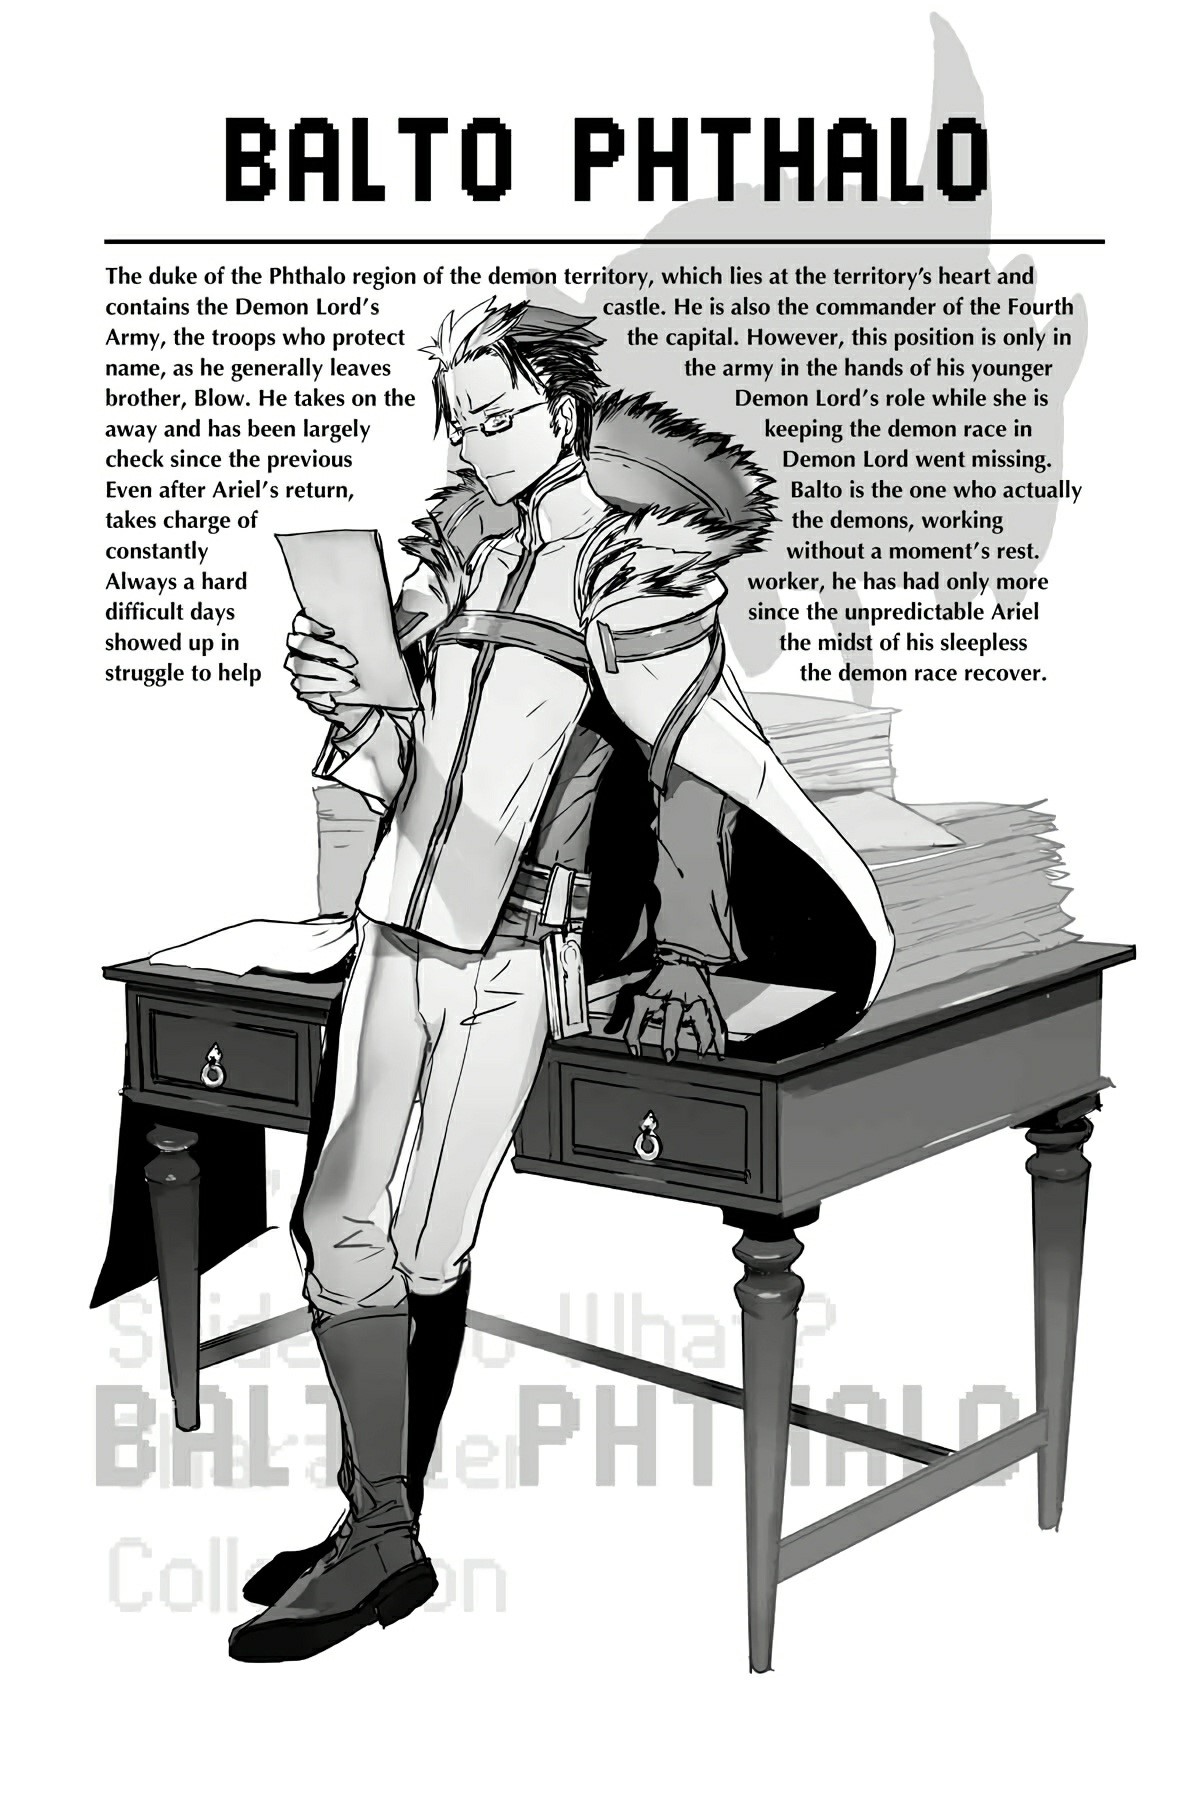 BALTO PHTHALO
The duke of the Phthalo region of the demon territory, which lies at the territory's heart and
contains the Demon Lord's castle. He is also the commander of the Fourth
Army, the troops who protect the capital. However, this position is only in
name, as he generally leaves the army in the hands of his younger
brother, Blow. He takes on the Demon Lord's role while she is
away and has been largely keeping the demon race in
check since the previous Demon Lord went missing.
Even after Ariel's return, Balto is the one who actually
takes charge of the demons, working
constantly without a moment's rest.
Always a hard worker, he has had only more
difficult days since the unpredictable Ariel
showed up in the midst of his sleepless
struggle to help the demon race recover.
What?
BALTO PHTHALO